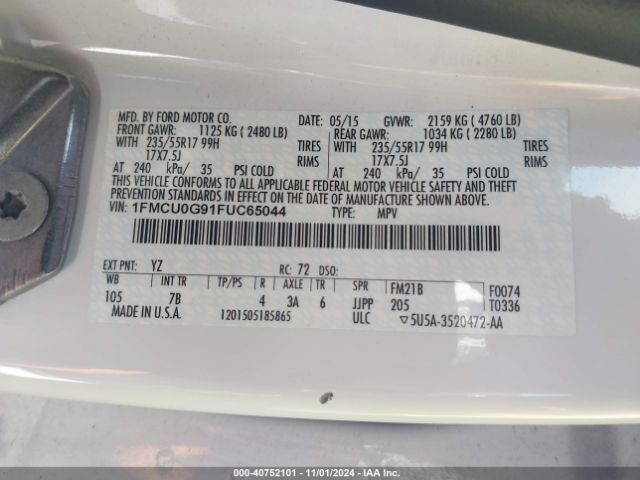 MFD. BY FORD MOTOR CO. DATE: 05/15 GVWR: 2159 KG ( 4760 LB)
FRONT GAWR: 1125 KG ( 2480 LB) REAR GAWR: 1034 KG ( 2280 LB)
WITH 235/55R17 99H TIRES WITH 235/55R17 99H TIRES
17X7.5J RIMS 17X7.5J RIMS
AT 240 kPa/ 35 PSI COLD AT 240 kPa/ 35 PSI COLD
THIS VEHICLE CONFORMS TO ALL APPLICABLE FEDERAL MOTOR VEHICLE SAFETY AND THEFT
PREVENTION STANDARDS IN EFFECT ON THE DATE OF MANUFACTURE SHOWN ABOVE.
VIN: 1FMCU0G91FUC65044 TYPE: MPV
EXT PNT: YZ RC: 72 DSO:
WB INT TR TP/PS R AXLE TR SPR FM21B F0074
105 7B 4 3A 6 JJPP 205 T0336
MADE IN U.S.A. 1201505185865 ULC 5U5A-3520472-AA
000-40752101 - 11/01/2024 - IAA Inc.